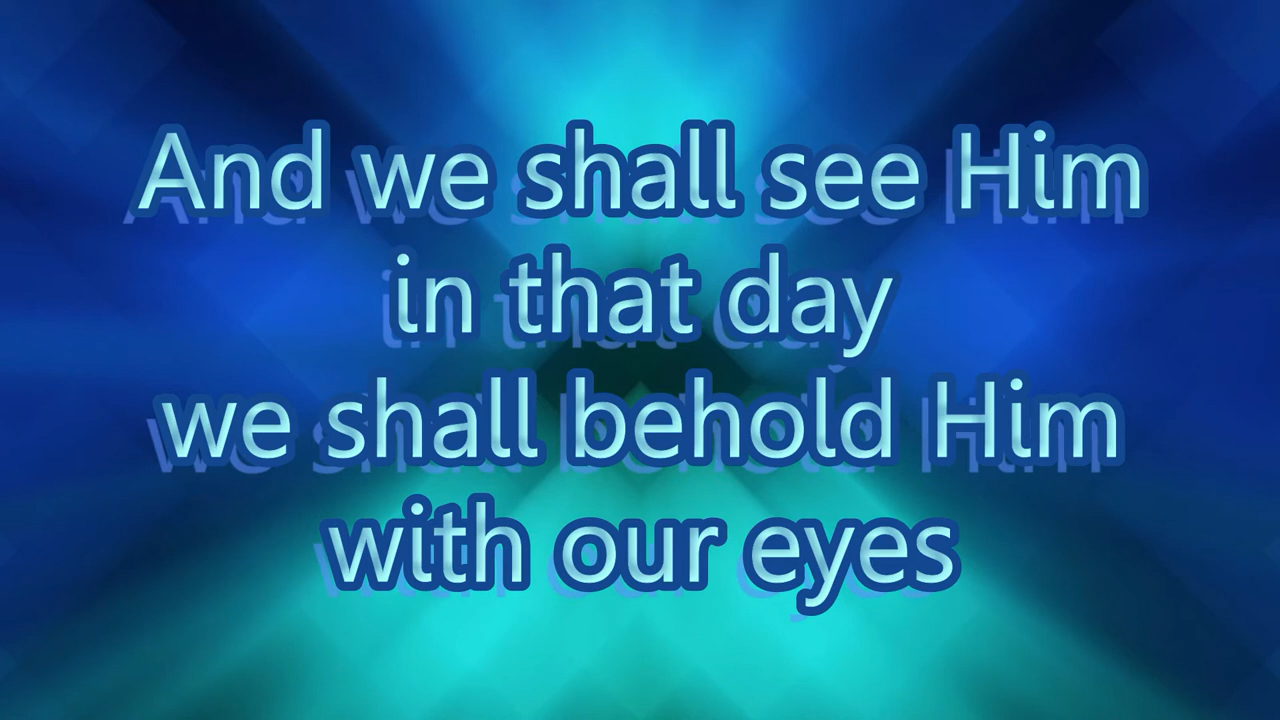 And we shall see Him
in that day
we shall behold Him
with our eyes